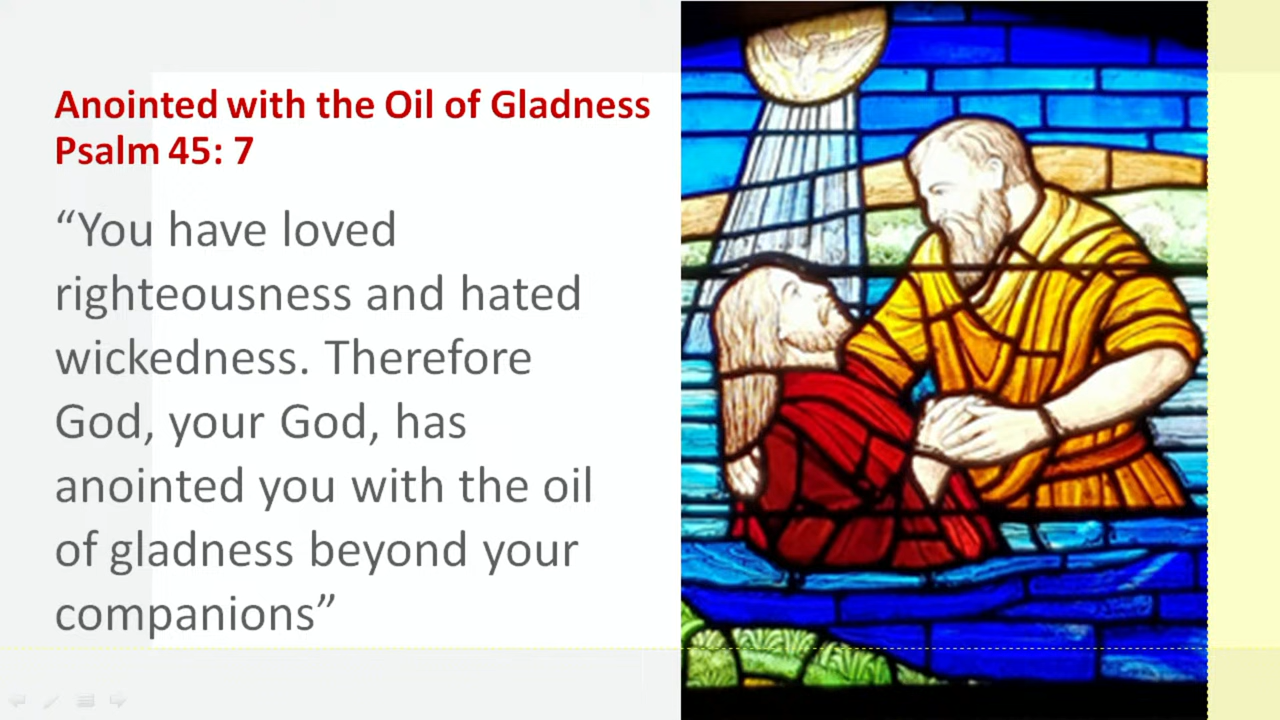 Anointed with the Oil of Gladness
Psalm 45: 7
“You have loved
righteousness and hated
wickedness. Therefore
God, your God, has
anointed you with the oil
of gladness beyond your
companions”